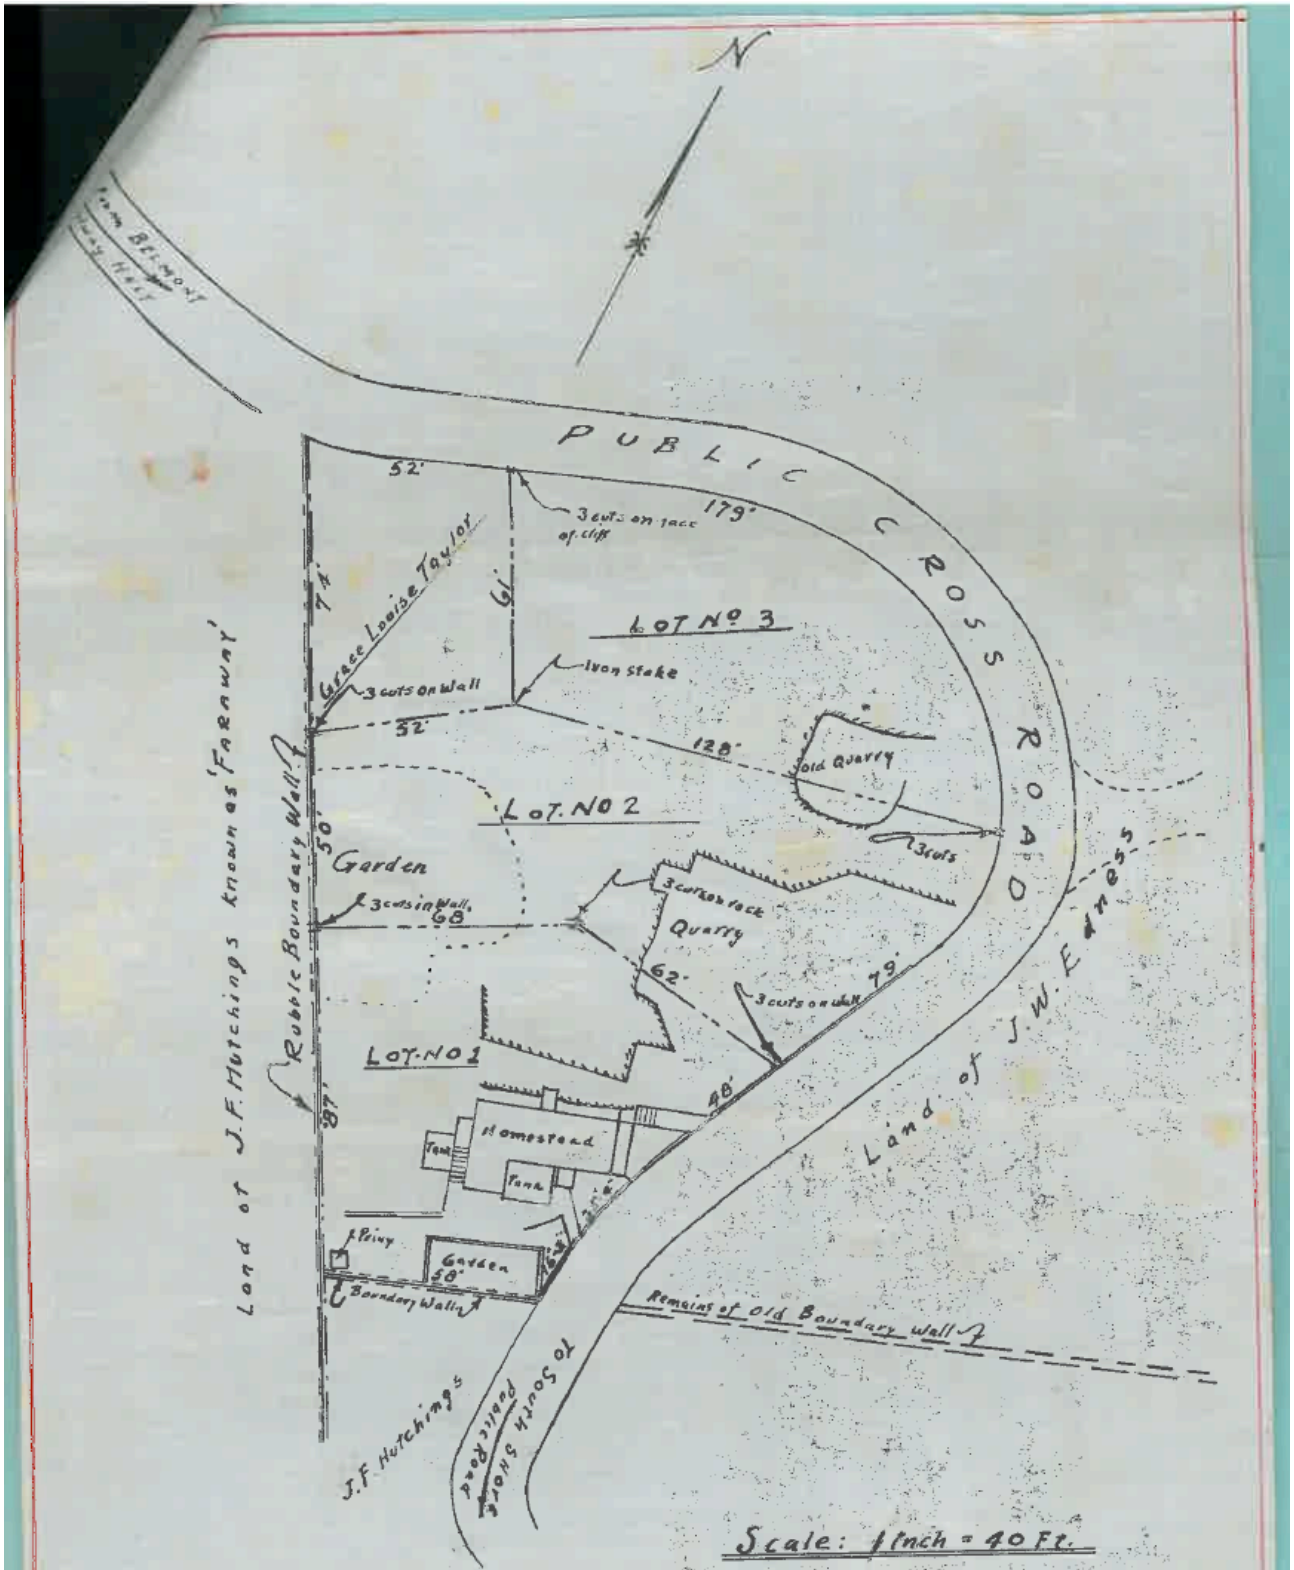 N
From BELMONT
PUBLIC CROSS ROAD
52'
179'
3 cuts on face
of cliff
74'
61'
Grace Louise Taylor
LOT Nº 3
Iron Stake
3 cuts on Wall
52'
128'
Old Quarry
3 cuts
LOT. NO 2
50'
Garden
3 cuts in Wall
68
3 cuts on rock
Quarry
62'
79'
3 cuts on Wall
Land of J.F. Hutchings known as 'FARAWAY'
Rubble Boundary Wall
LOT. NO 1
87'
48'
Homestead
Tank
Tank
Privy
Garden
58'
Boundary Wall
Land of J.W. Edness
Remains of Old Boundary Wall
J.F. Hutchings
To South SHORE
Public Road
Scale: 1 Inch = 40 Ft.